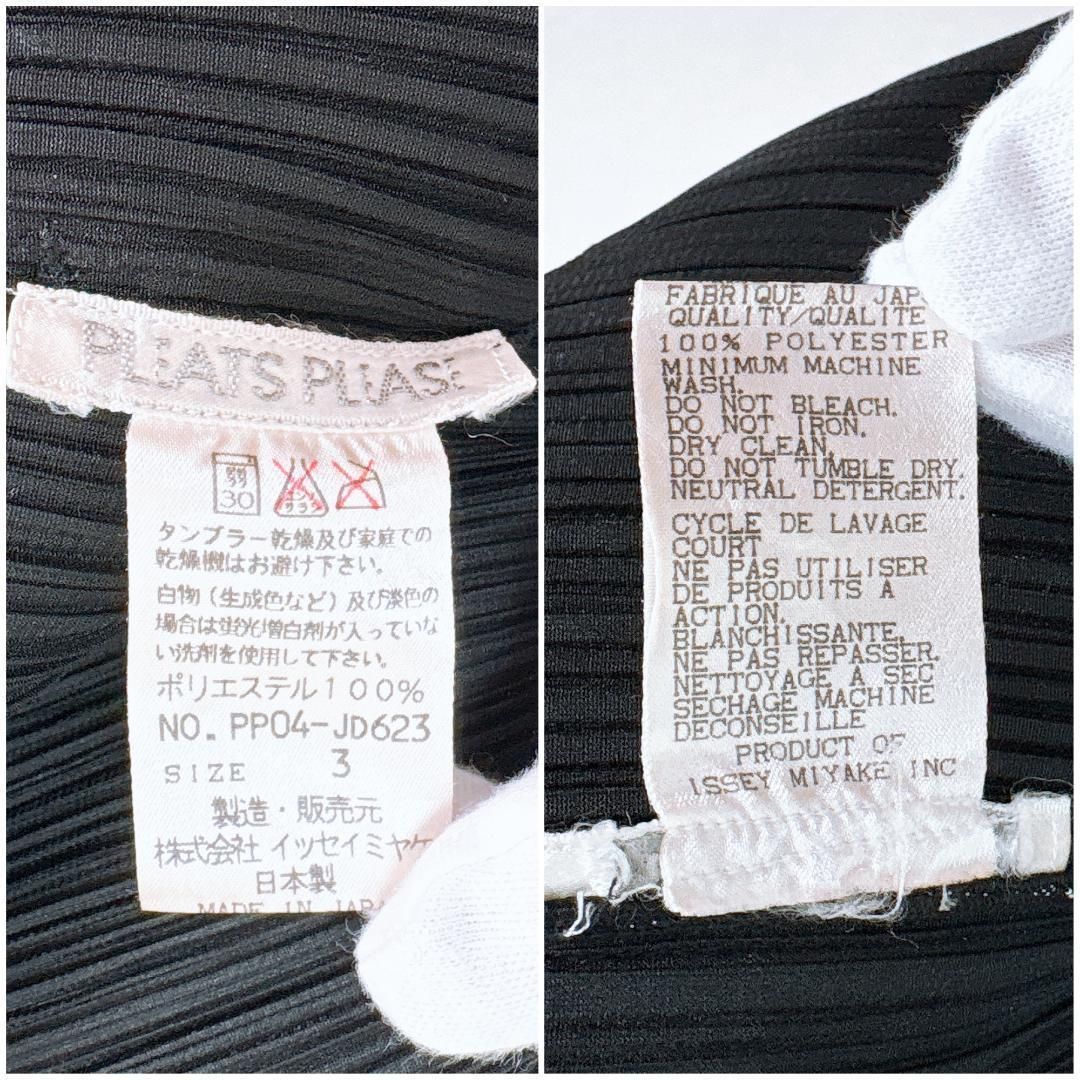 PLEATS PLEASE
弱
30
サラシ
タンブラー乾燥及び家庭での
乾燥機はお避け下さい。
白物（生成色など）及び淡色の
場合は蛍光増白剤が入っていな
い洗剤を使用して下さい。
ポリエステル100%
NO. PP04-JD623
SIZE 3
製造・販売元
株式会社 イッセイミヤケ
日本製
MADE IN JAPA
FABRIQUE AU JAP
QUALITY/QUALITE
100% POLYESTER
MINIMUM MACHINE
WASH.
DO NOT BLEACH.
DO NOT IRON.
DRY CLEAN.
DO NOT TUMBLE DRY.
NEUTRAL DETERGENT.
CYCLE DE LAVAGE
COURT
NE PAS UTILISER
DE PRODUITS A
ACTION.
BLANCHISSANTE.
NE PAS REPASSER.
NETTOYAGE A SEC
SECHAGE MACHINE
DECONSEILLE
PRODUCT OF
ISSEY MIYAKE INC